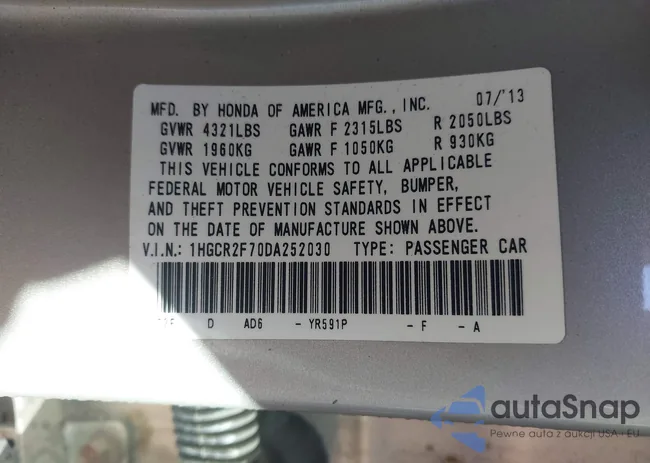 MFD. BY HONDA OF AMERICA MFG., INC. 07/'13
GVWR 4321LBS GAWR F 2315LBS R 2050LBS
GVWR 1960KG GAWR F 1050KG R 930KG
THIS VEHICLE CONFORMS TO ALL APPLICABLE
FEDERAL MOTOR VEHICLE SAFETY, BUMPER,
AND THEFT PREVENTION STANDARDS IN EFFECT
ON THE DATE OF MANUFACTURE SHOWN ABOVE.
V.I.N.: 1HGCR2F70DA252030 TYPE: PASSENGER CAR
D AD6 - YR591P - F - A
autaSnap
Pewne auta z aukcji USA i EU